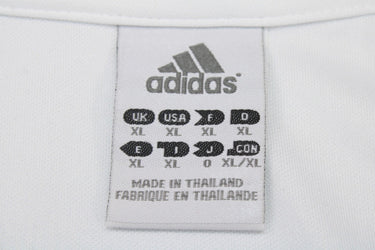 adidas
UK USA F D
XL XL XL XL
E I J CON
XL XL O XL/XL
MADE IN THAILAND
FABRIQUE EN THAILANDE